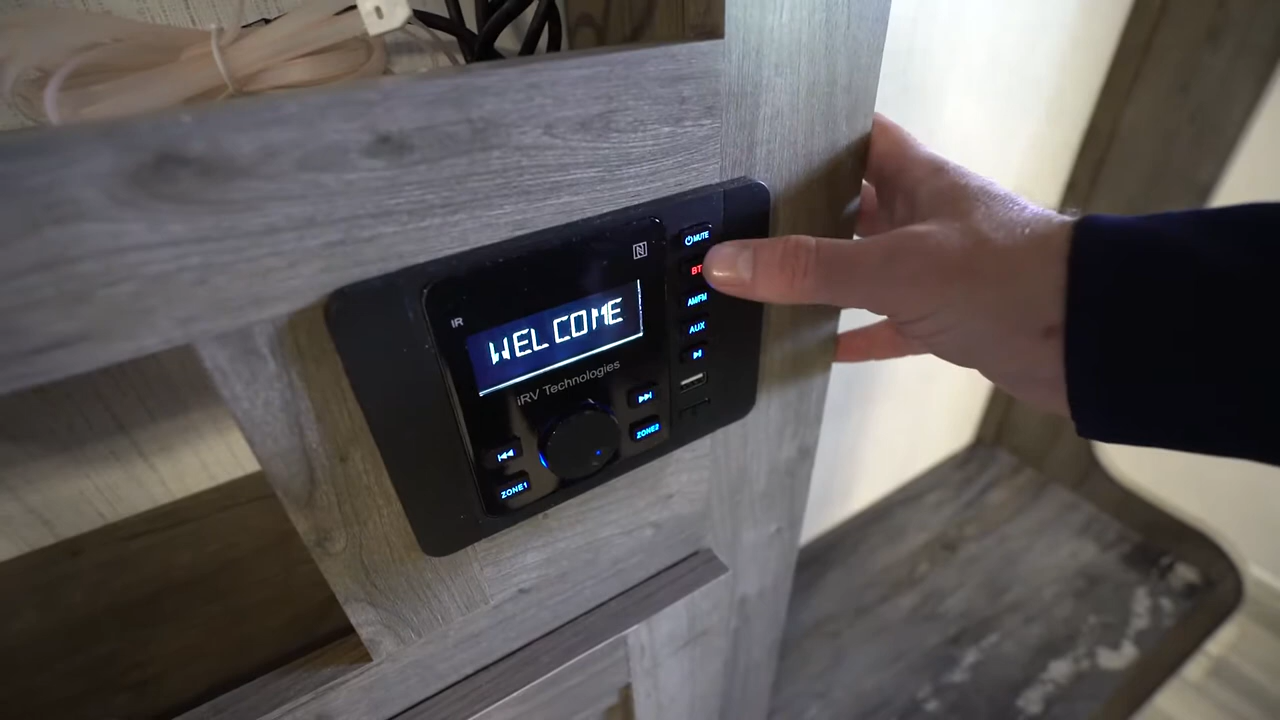 MUTE
BT
IR
WELCOME
AM/FM
AUX
iRV Technologies
ZONE2
ZONE1